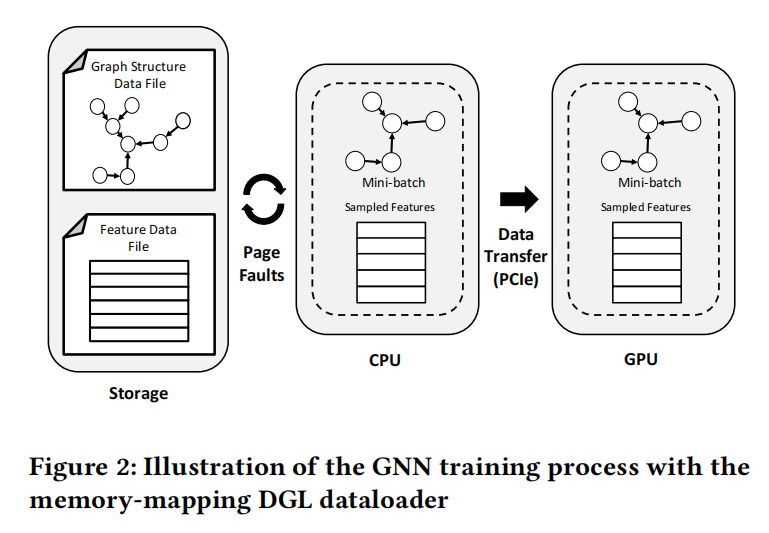 Graph Structure
Data File
Feature Data
File
Storage
Page
Faults
Mini-batch
Sampled Features
CPU
Data
Transfer
(PCIe)
Mini-batch
Sampled Features
GPU
Figure 2: Illustration of the GNN training process with the
memory-mapping DGL dataloader